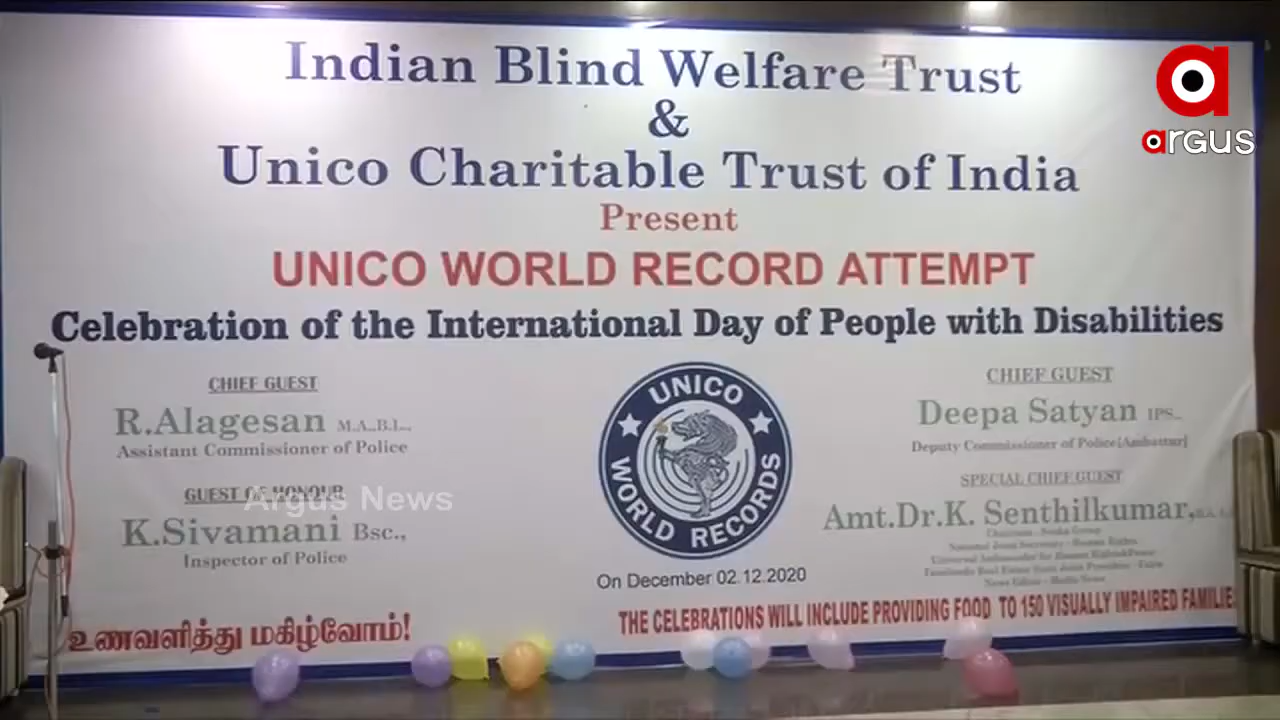 Indian Blind Welfare Trust
&
Unico Charitable Trust of India
Present
UNICO WORLD RECORD ATTEMPT
Celebration of the International Day of People with Disabilities
CHIEF GUEST
R.Alagesan M.A.,B.L.,
Assistant Commissioner of Police
GUEST OF HONOUR
K.Sivamani Bsc.,
Inspector of Police
உணவளித்து மகிழ்வோம்!
UNICO
WORLD RECORDS
On December 02.12.2020
CHIEF GUEST
Deepa Satyan IPS.,
Deputy Commissioner of Police[Ambattur]
SPECIAL CHIEF GUEST
Amt.Dr.K. Senthilkumar,
THE CELEBRATIONS WILL INCLUDE PROVIDING FOOD TO 150 VISUALLY IMPAIRED FAMILIE
argus
Argus News